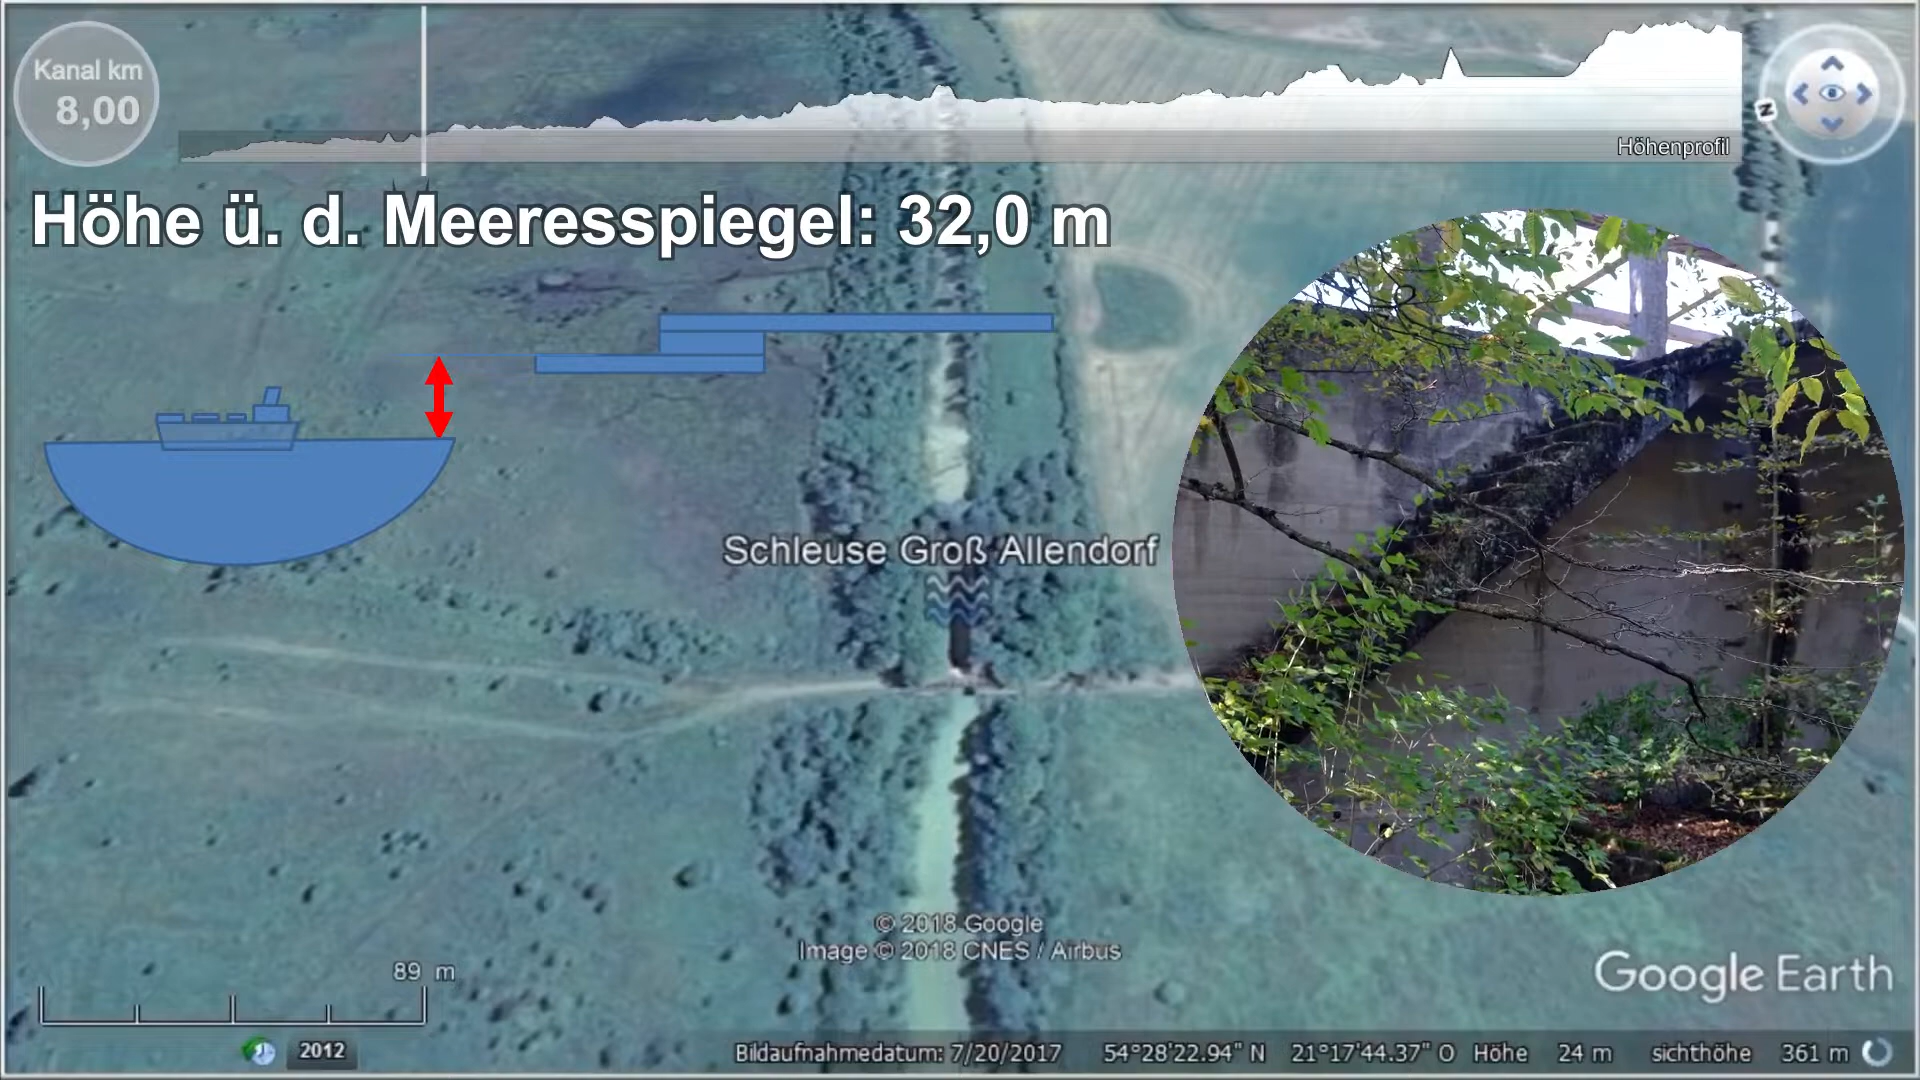 Kanal km
8,00
Höhenprofil
N
Höhe ü. d. Meeresspiegel: 32,0 m
Schleuse Groß Allendorf
© 2018 Google
Image © 2018 CNES / Airbus
89 m
Google Earth
2012
Bildaufnahmedatum: 7/20/2017 54°28'22.94" N 21°17'44.37" O Höhe 24 m sichthöhe 361 m